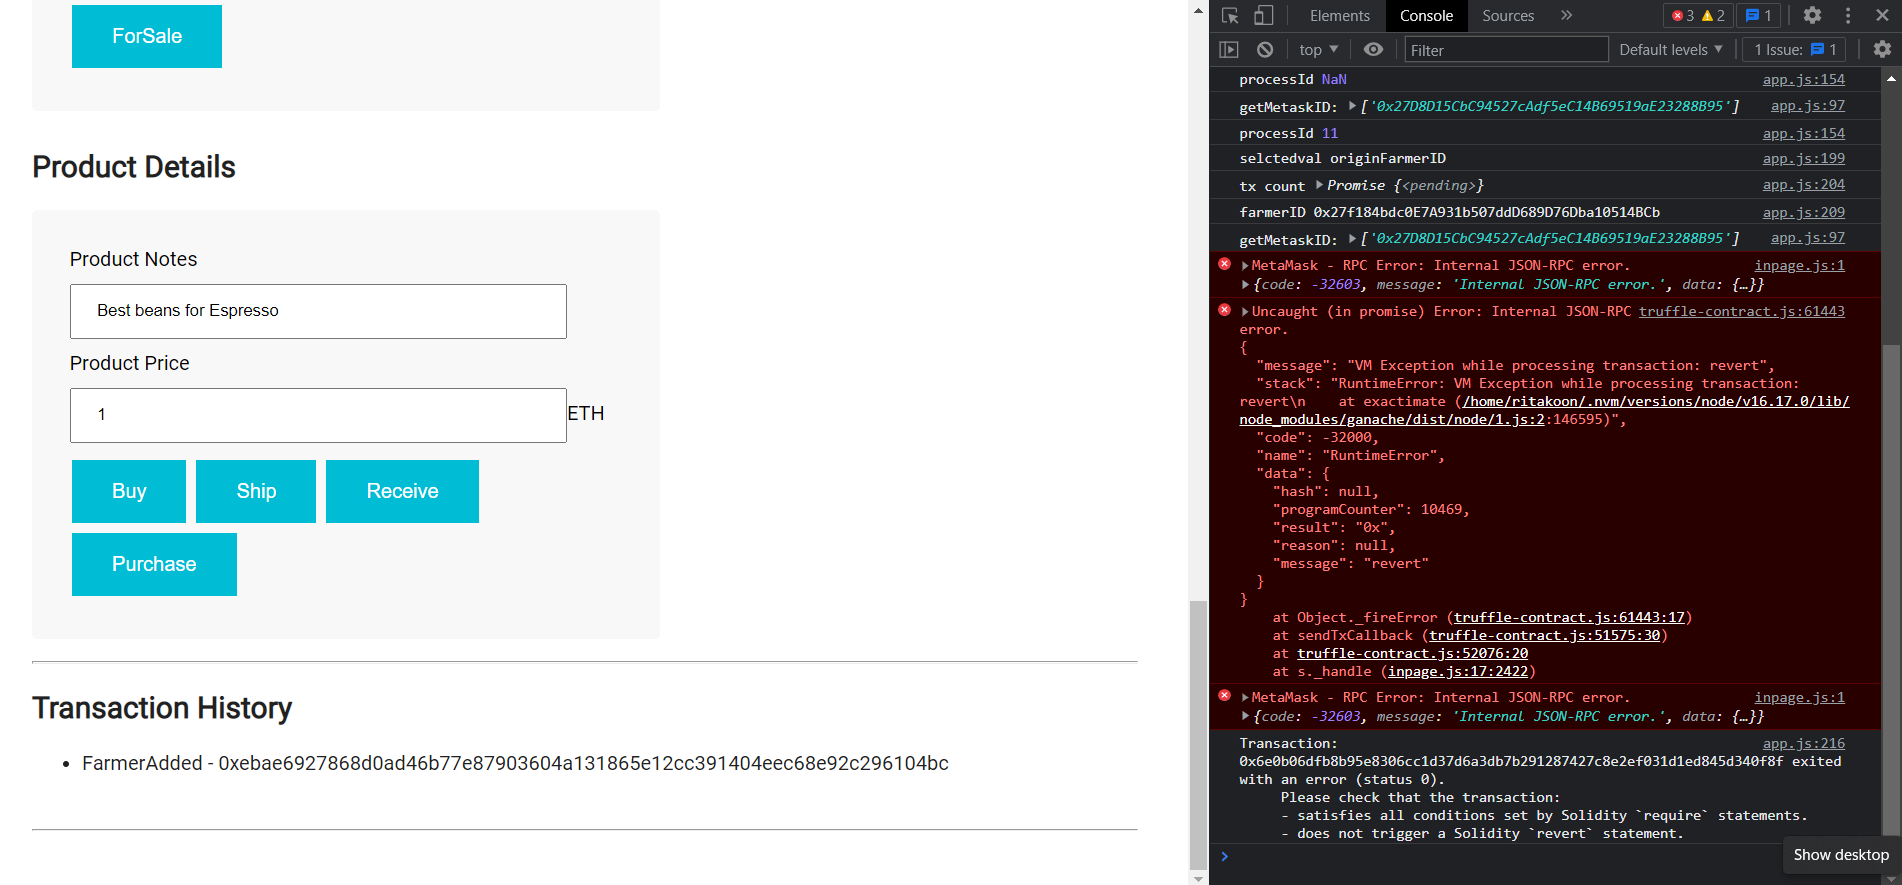 ForSale
Product Details
Product Notes
Best beans for Espresso
Product Price
1
ETH
Buy
Ship
Receive
Purchase
Transaction History
FarmerAdded - 0xebae6927868d0ad46b77e87903604a131865e12cc391404eec68e92c296104bc
Elements
Console
Sources
3
2
1
top
Filter
Default levels
1 Issue: 1
processId NaN app.js:154
getMetaskID: ['0x27D8D15CbC94527cAdf5eC14B69519aE23288B95'] app.js:97
processId 11 app.js:154
selctedval originFarmerID app.js:199
tx count Promise {<pending>} app.js:204
farmerID 0x27f184bdc0E7A931b507ddD689D76Dba10514BCb app.js:209
getMetaskID: ['0x27D8D15CbC94527cAdf5eC14B69519aE23288B95'] app.js:97
MetaMask - RPC Error: Internal JSON-RPC error. inpage.js:1
{code: -32603, message: 'Internal JSON-RPC error.', data: {…}}
Uncaught (in promise) Error: Internal JSON-RPC truffle-contract.js:61443
error.
{
"message": "VM Exception while processing transaction: revert",
"stack": "RuntimeError: VM Exception while processing transaction:
revert\n at exactimate (/home/ritakoon/.nvm/versions/node/v16.17.0/lib/
node_modules/ganache/dist/node/1.js:2:146595)",
"code": -32000,
"name": "RuntimeError",
"data": {
"hash": null,
"programCounter": 10469,
"result": "0x",
"reason": null,
"message": "revert"
}
}
at Object._fireError (truffle-contract.js:61443:17)
at sendTxCallback (truffle-contract.js:51575:30)
at truffle-contract.js:52076:20
at s._handle (inpage.js:17:2422)
MetaMask - RPC Error: Internal JSON-RPC error. inpage.js:1
{code: -32603, message: 'Internal JSON-RPC error.', data: {…}}
Transaction: app.js:216
0x6e0b06dfb8b95e8306cc1d37d6a3db7b291287427c8e2ef031d1ed845d340f8f exited
with an error (status 0).
Please check that the transaction:
- satisfies all conditions set by Solidity `require` statements.
- does not trigger a Solidity `revert` statement.
Show desktop